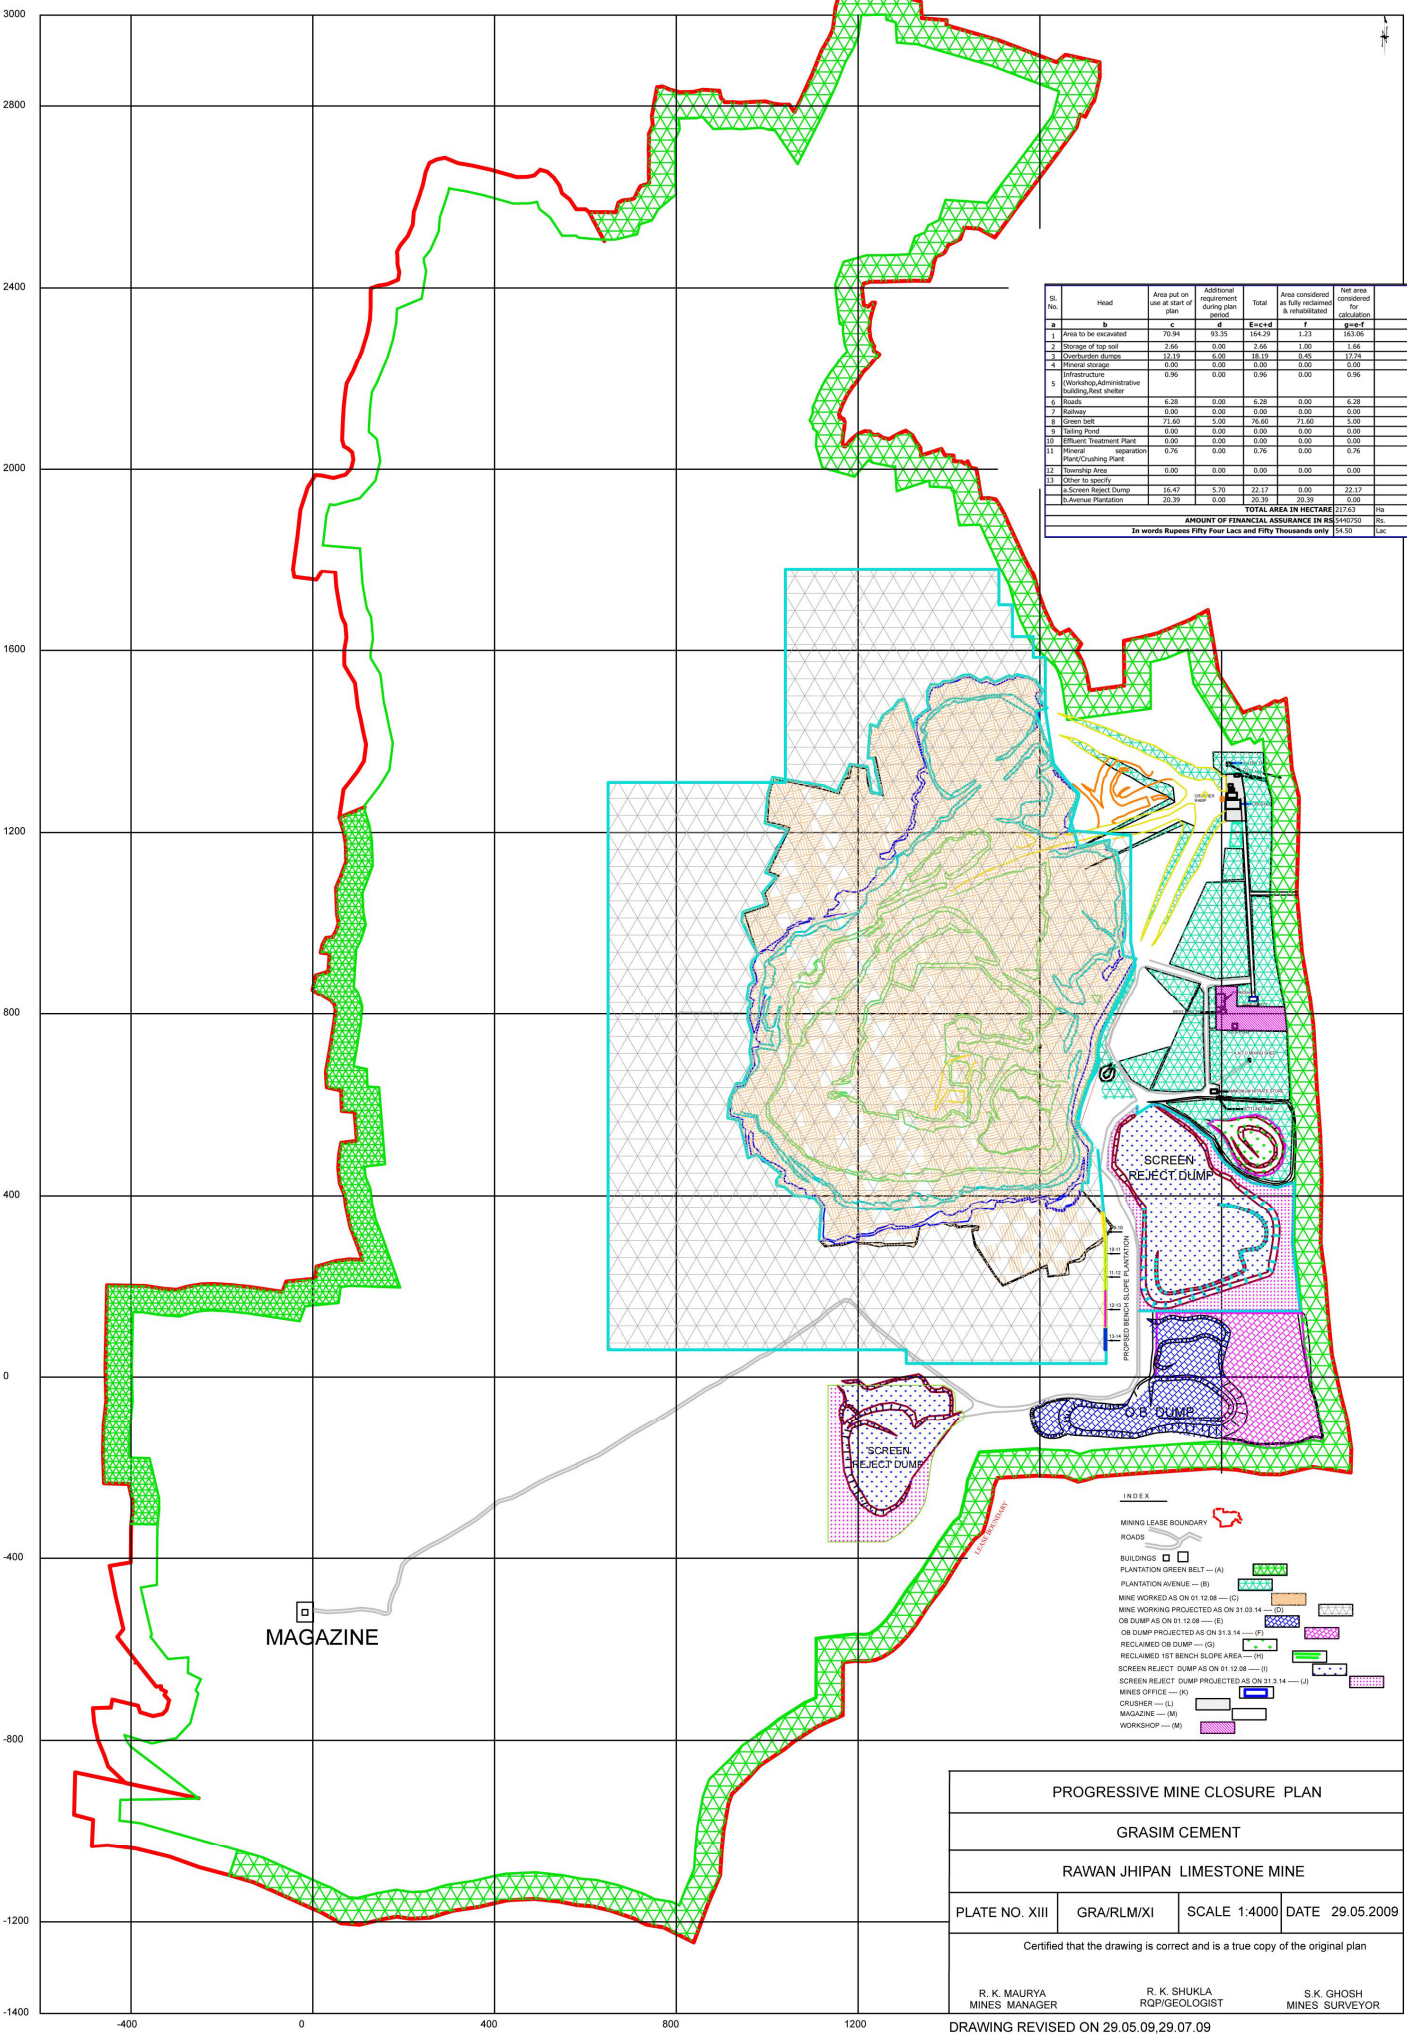 3000
2800
2400
2000
1600
1200
800
400
0
-400
-800
-1200
-1400
-400
0
400
800
1200
Sl. No. Head Area put on use at start of plan Additional requirement during plan period Total Area considered as fully reclaimed & rehabilitated Net area considered for calculation
a b c d E=c+d f g=e-f
1 Area to be excavated 70.94 93.35 164.29 1.23 163.06
2 Storage of top soil 2.66 0.00 2.66 1.00 1.66
3 Overburden dumps 12.19 6.00 18.19 0.45 17.74
4 Mineral storage 0.00 0.00 0.00 0.00 0.00
5 Infrastructure (Workshop,Administrative building,Rest shelter 0.96 0.00 0.96 0.00 0.96
6 Roads 6.28 0.00 6.28 0.00 6.28
7 Railway 0.00 0.00 0.00 0.00 0.00
8 Green belt 71.60 5.00 76.60 71.60 5.00
9 Tailing Pond 0.00 0.00 0.00 0.00 0.00
10 Effluent Treatment Plant 0.00 0.00 0.00 0.00 0.00
11 Mineral separation Plant/Crushing Plant 0.76 0.00 0.76 0.00 0.76
12 Township Area 0.00 0.00 0.00 0.00 0.00
13 Other to specify
a.Screen Reject Dump 16.47 5.70 22.17 0.00 22.17
b.Avenue Plantation 20.39 0.00 20.39 20.39 0.00
TOTAL AREA IN HECTARE 217.63 Ha
AMOUNT OF FINANCIAL ASSURANCE IN RS 5440750 Rs.
In words Rupees Fifty Four Lacs and Fifty Thousands only 54.50 Lac
CRUSHER
RAMP
SCREEN
REJECT DUMP
10-11
11-12
12-13
13-14
PROPSED BENCH SLOPE PLANTATION
O.B. DUMP
SCREEN
REJECT DUMP
LEASE BOUNDARY
MAGAZINE
INDEX
MINING LEASE BOUNDARY
ROADS
BUILDINGS
PLANTATION GREEN BELT --- (A)
PLANTATION AVENUE --- (B)
MINE WORKED AS ON 01.12.08 ---- (C)
MINE WORKING PROJECTED AS ON 31.03.14 ---- (D)
OB DUMP AS ON 01.12.08 ----- (E)
OB DUMP PROJECTED AS ON 31.3.14 ----- (F)
RECLAIMED OB DUMP ---- (G)
RECLAIMED 1ST BENCH SLOPE AREA ---- (H)
SCREEN REJECT DUMP AS ON 01.12.08 ----- (I)
SCREEN REJECT DUMP PROJECTED AS ON 31.3.14 ----- (J)
MINES OFFICE ---- (K)
CRUSHER ---- (L)
MAGAZINE ---- (M)
WORKSHOP ---- (M)
PROGRESSIVE MINE CLOSURE PLAN
GRASIM CEMENT
RAWAN JHIPAN LIMESTONE MINE
PLATE NO. XIII GRA/RLM/XI SCALE 1:4000 DATE 29.05.2009
Certified that the drawing is correct and is a true copy of the original plan
R. K. MAURYA R. K. SHUKLA S.K. GHOSH
MINES MANAGER RQP/GEOLOGIST MINES SURVEYOR
DRAWING REVISED ON 29.05.09,29.07.09